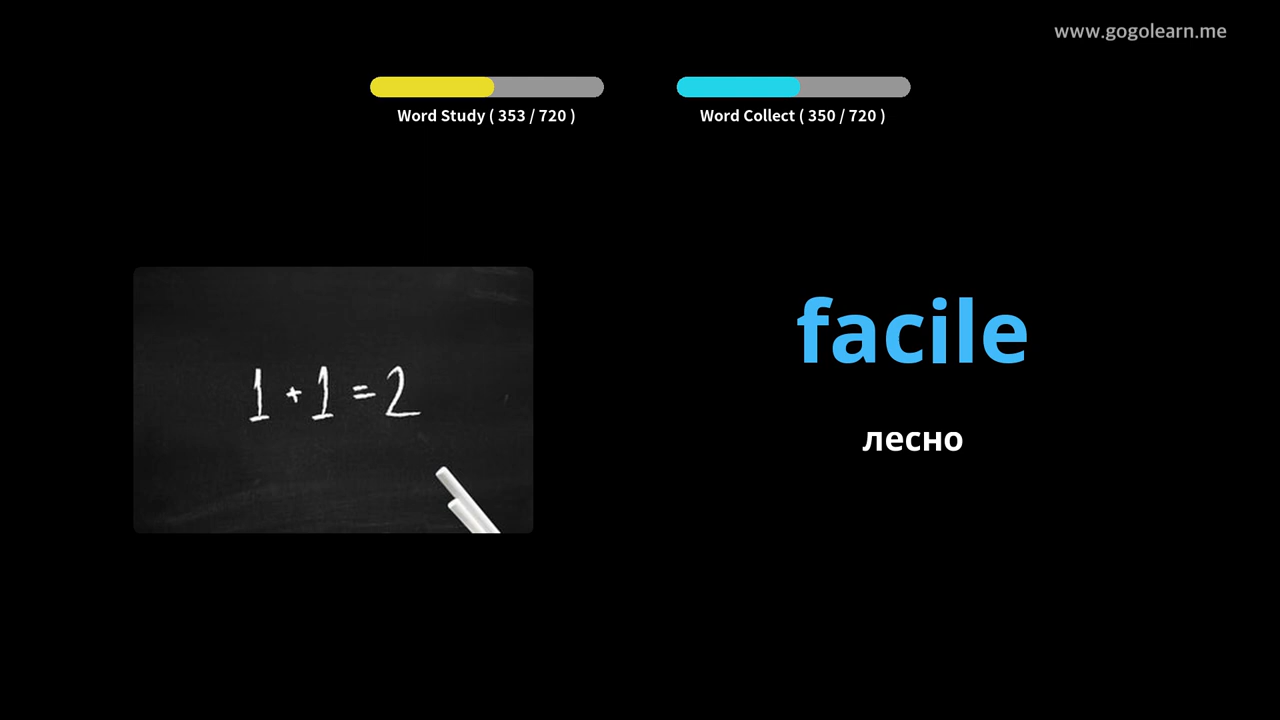 www.gogolearn.me
Word Study ( 353 / 720 )
Word Collect ( 350 / 720 )
1 + 1 = 2
facile
лесно